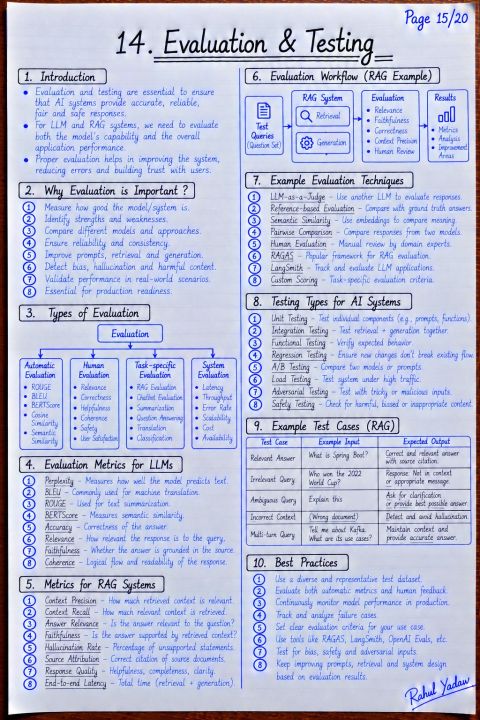 Page 15/20
14. Evaluation & Testing
1. Introduction
• Evaluation and testing are essential to ensure
that AI systems provide accurate, reliable,
fair and safe responses.
• For LLM and RAG systems, we need to evaluate
both the model's capability and the overall
application performance.
• Proper evaluation helps in improving the system,
reducing errors and building trust with users.
2. Why Evaluation is Important ?
1 Measure how good the model/system is.
2 Identify strengths and weaknesses.
3 Compare different models and approaches.
4 Ensure reliability and consistency.
5 Improve prompts, retrieval and generation.
6 Detect bias, hallucination and harmful content.
7 Validate performance in real-world scenarios.
8 Essential for production readiness.
3. Types of Evaluation
Evaluation
Automatic
Evaluation
• ROUGE
• BLEU
• BERTScore
• Cosine
Similarity
• Semantic
Similarity
Human
Evaluation
• Relevance
• Correctness
• Helpfulness
• Coherence
• Safety
• User Satisfaction
Task-specific
Evaluation
• RAG Evaluation
• Chatbot Evaluation
• Summarization
• Question Answering
• Translation
• Classification
System
Evaluation
• Latency
• Throughput
• Error Rate
• Scalability
• Cost
• Availability
4. Evaluation Metrics for LLMs
1 Perplexity - Measures how well the model predicts text.
2 BLEU - Commonly used for machine translation.
3 ROUGE - Used for text summarization.
4 BERTScore - Measures semantic similarity.
5 Accuracy - Correctness of the answer.
6 Relevance - How relevant the response is to the query.
7 Faithfulness - Whether the answer is grounded in the source.
8 Coherence - Logical flow and readability of the response.
5. Metrics for RAG Systems
1 Context Precision - How much retrieved context is relevant.
2 Context Recall - How much relevant context is retrieved.
3 Answer Relevance - Is the answer relevant to the question?
4 Faithfulness - Is the answer supported by retrieved context?
5 Hallucination Rate - Percentage of unsupported statements.
6 Source Attribution - Correct citation of source documents.
7 Response Quality - Helpfulness, completeness, clarity.
8 End-to-end Latency - Total time (retrieval + generation).
6. Evaluation Workflow (RAG Example)
Test
Queries
(Question Set)
RAG System
Retrieval
Generation
Evaluation
• Relevance
• Faithfulness
• Correctness
• Context Precision
• Human Review
Results
• Metrics
• Analysis
• Improvement
Areas
7. Example Evaluation Techniques
1 LLM-as-a-Judge - Use another LLM to evaluate responses.
2 Reference-based Evaluation - Compare with ground truth answers.
3 Semantic Similarity - Use embeddings to compare meaning.
4 Pairwise Comparison - Compare responses from two models.
5 Human Evaluation - Manual review by domain experts.
6 RAGAS - Popular framework for RAG evaluation.
7 LangSmith - Track and evaluate LLM applications.
8 Custom Scoring - Task-specific evaluation criteria.
8. Testing Types for AI Systems
1 Unit Testing - Test individual components (e.g., prompts, functions).
2 Integration Testing - Test retrieval + generation together.
3 Functional Testing - Verify expected behavior.
4 Regression Testing - Ensure new changes don't break existing flow.
5 A/B Testing - Compare two models or prompts.
6 Load Testing - Test system under high traffic.
7 Adversarial Testing - Test with tricky or malicious inputs.
8 Safety Testing - Check for harmful, biased or inappropriate content.
9. Example Test Cases (RAG)
Test Case Example Input Expected Output
Relevant Answer What is Spring Boot? Correct and relevant answer
with source citation.
Irrelevant Query Who won the 2022 World Cup? Response: Not in context
or appropriate message.
Ambiguous Query Explain this Ask for clarification
or provide best possible answer.
Incorrect Context (Wrong document) Detect and avoid hallucination.
Multi-turn Query Tell me about Kafka. Maintain context and
What are its use cases? provide accurate answer.
10. Best Practices
1 Use a diverse and representative test dataset.
2 Evaluate both automatic metrics and human feedback.
3 Continuously monitor model performance in production.
4 Track and analyze failure cases.
5 Set clear evaluation criteria for your use case.
6 Use tools like RAGAS, LangSmith, OpenAI Evals, etc.
7 Test for bias, safety and adversarial inputs.
8 Keep improving prompts, retrieval and system design
based on evaluation results.
Rahul Yadav